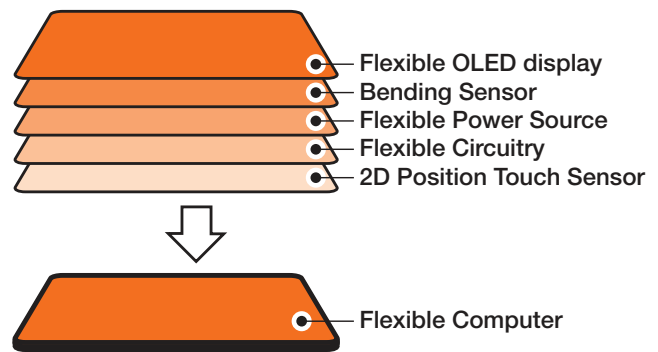 Flexible OLED display
Bending Sensor
Flexible Power Source
Flexible Circuitry
2D Position Touch Sensor
Flexible Computer